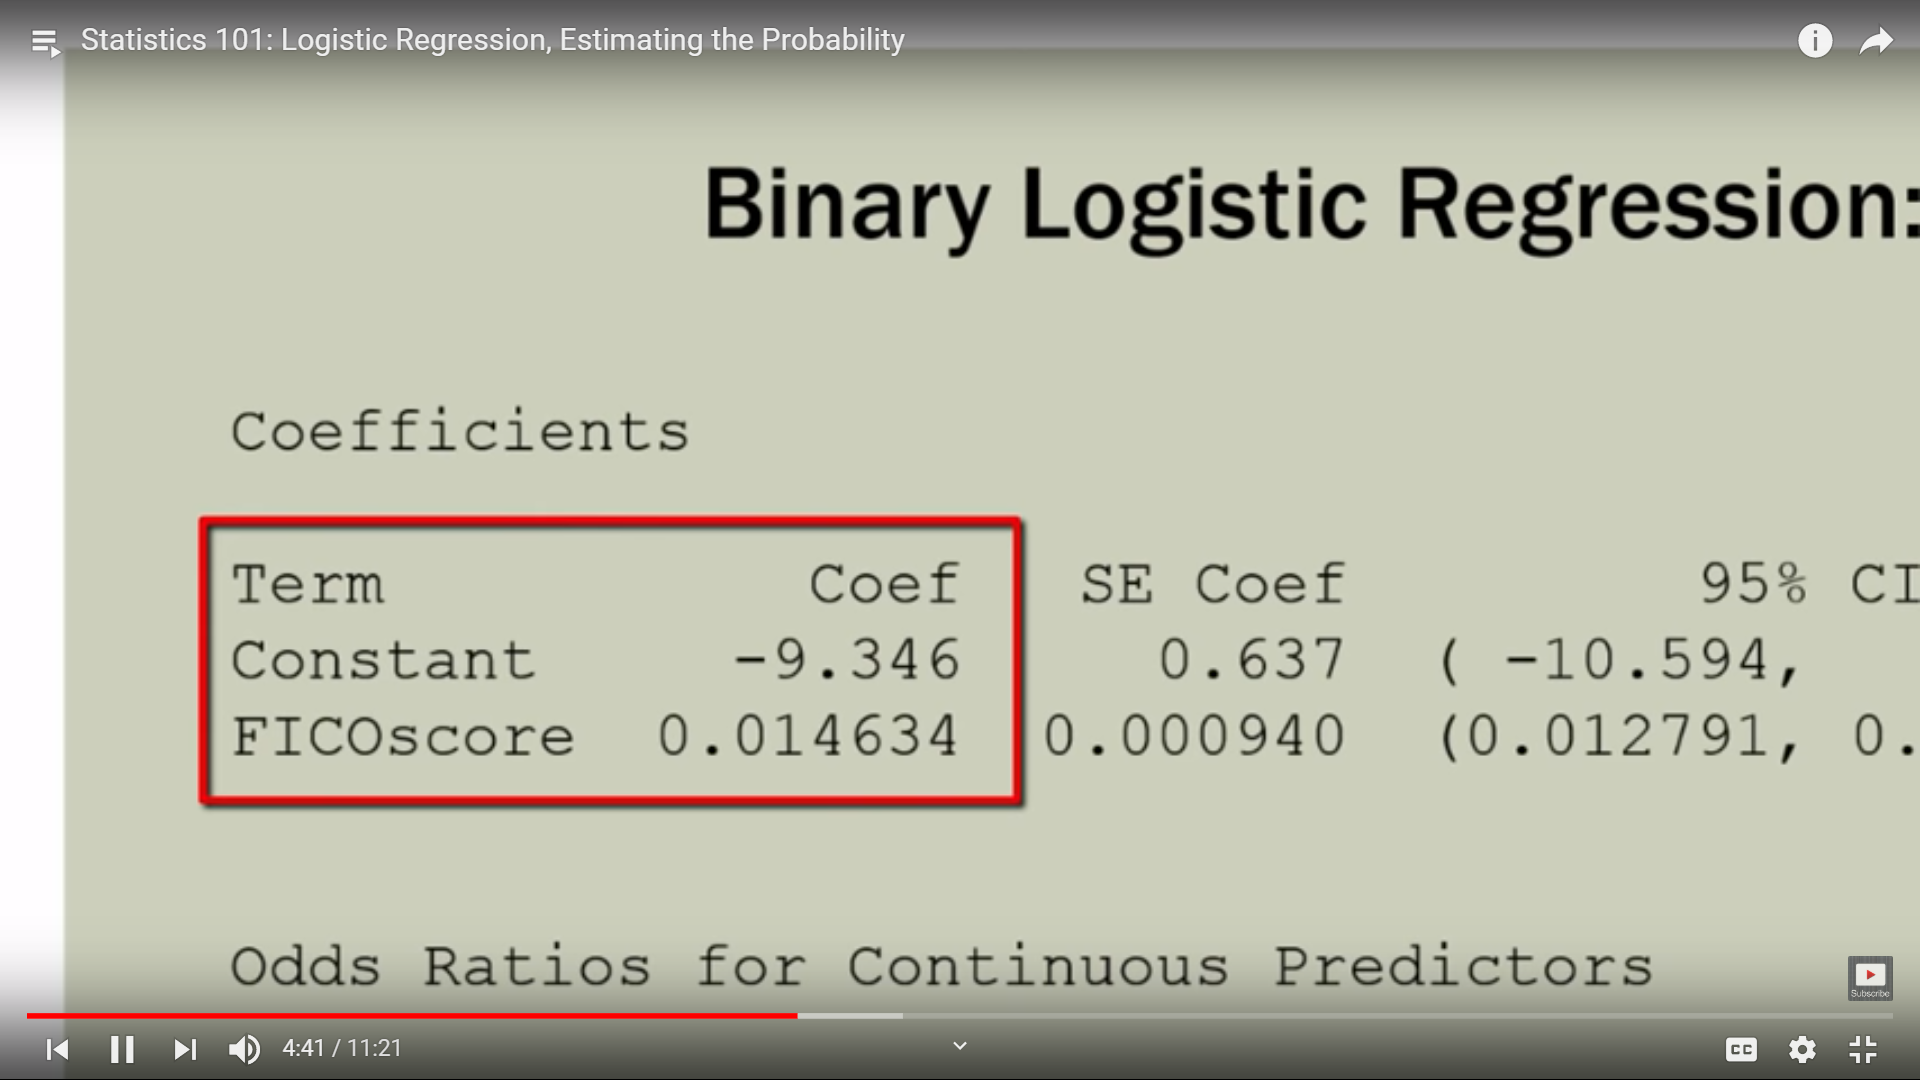 Statistics 101: Logistic Regression, Estimating the Probability
Binary Logistic Regression:
Coefficients
Term Coef SE Coef 95% CI
Constant -9.346 0.637 ( -10.594,
FICOscore 0.014634 0.000940 (0.012791, 0.
Odds Ratios for Continuous Predictors
Subscribe
4:41 / 11:21
CC